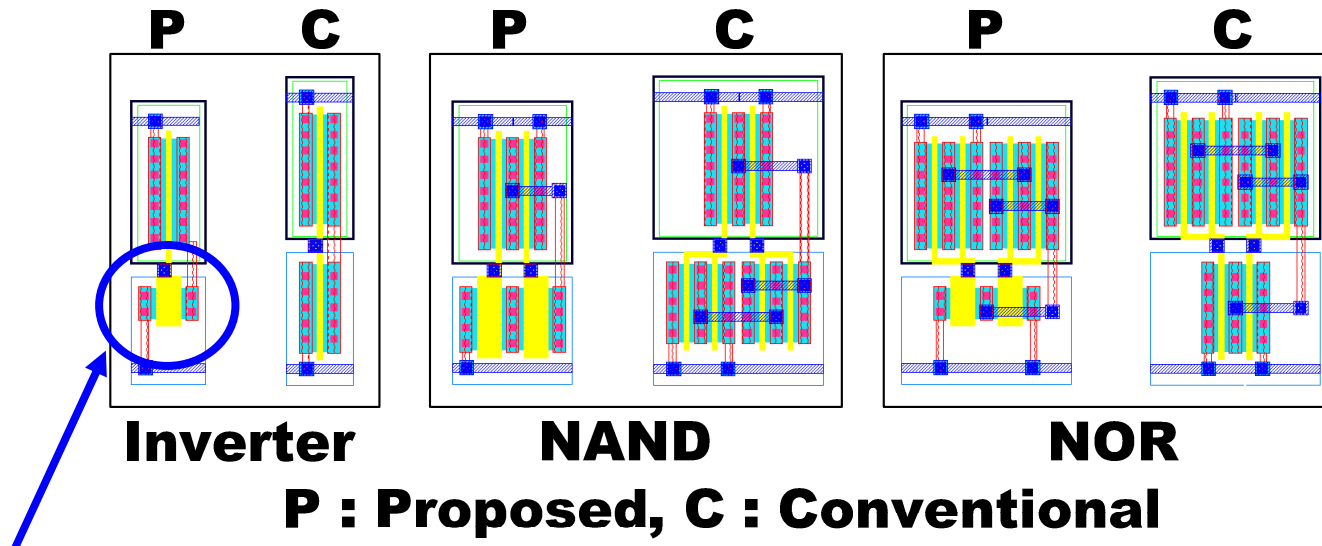 P C P C P C
Inverter NAND NOR
P : Proposed, C : Conventional